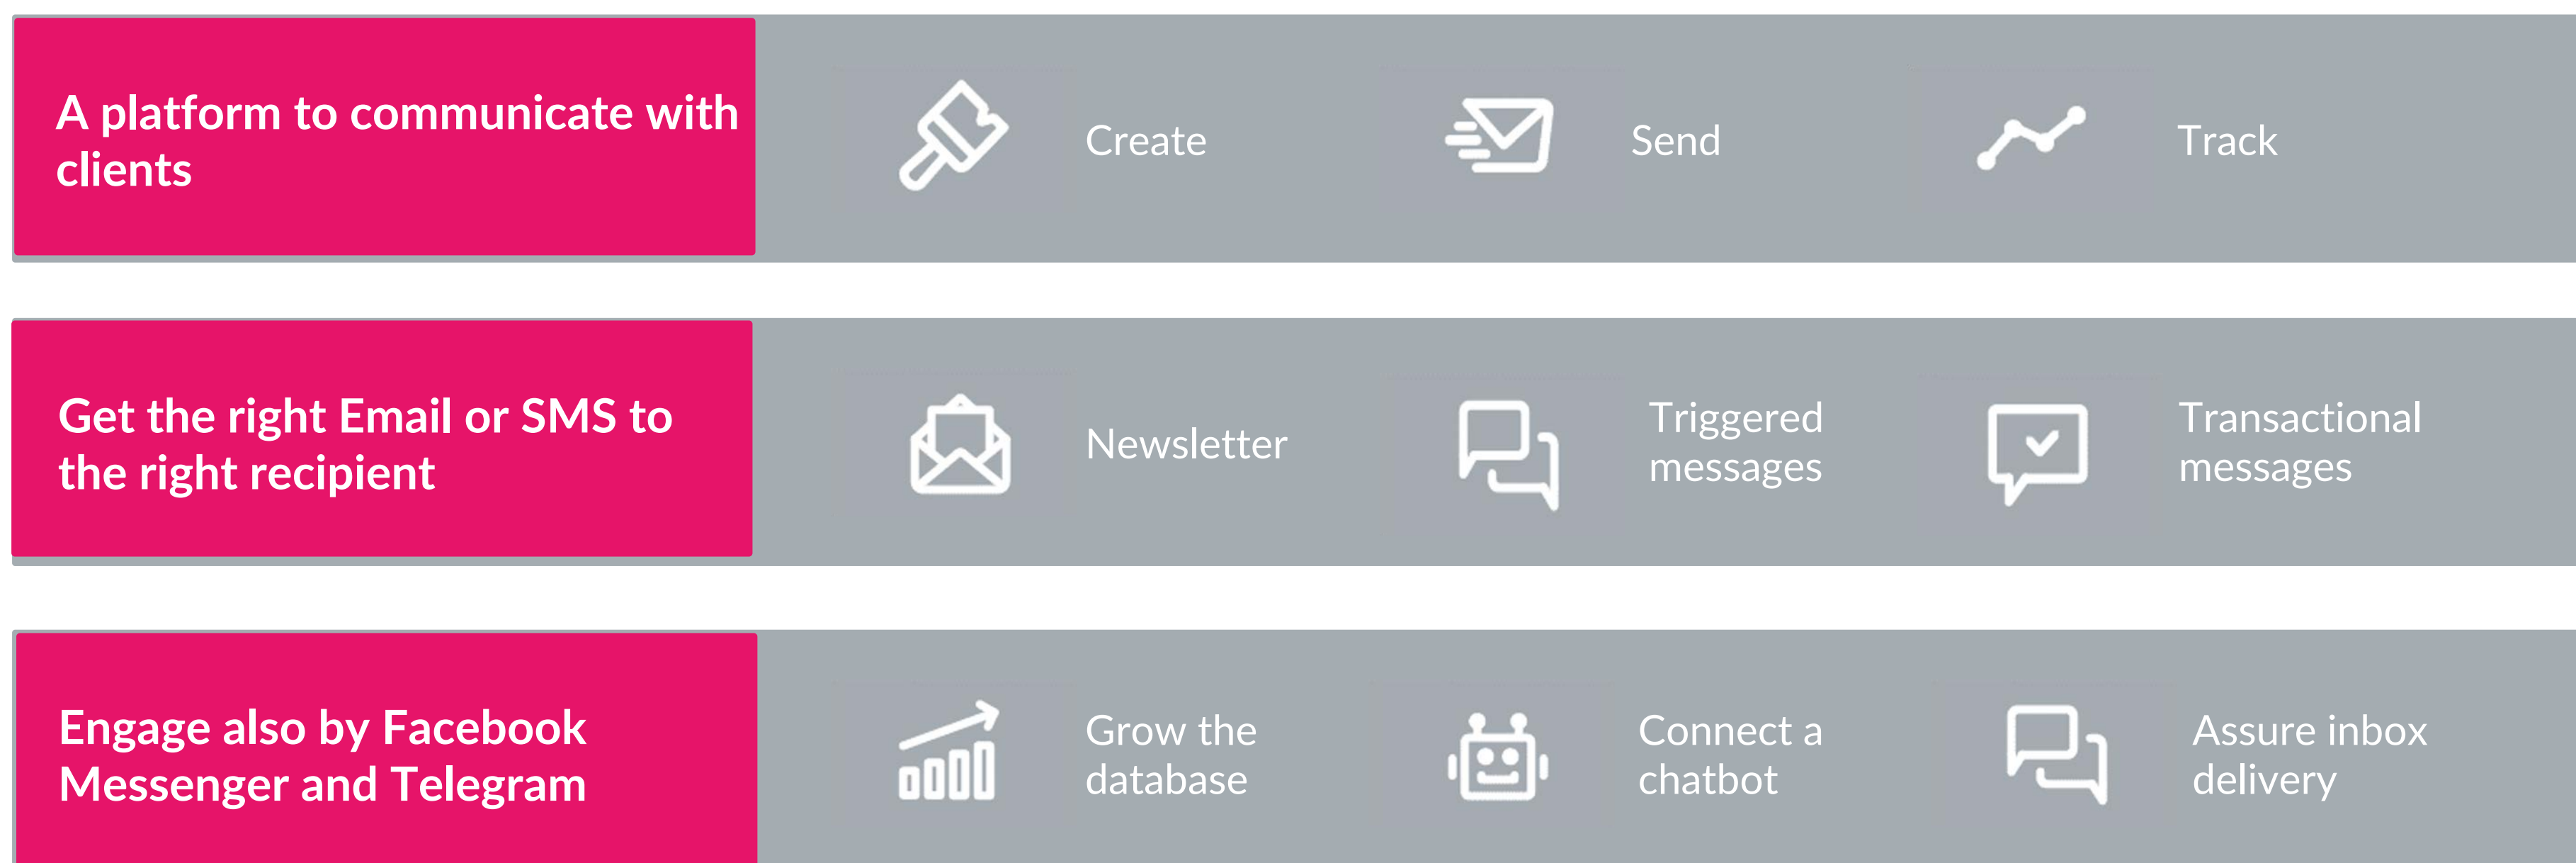 A platform to communicate with
clients
Create
Send
Track
Get the right Email or SMS to
the right recipient
Newsletter
Triggered
messages
Transactional
messages
Engage also by Facebook
Messenger and Telegram
Grow the
database
Connect a
chatbot
Assure inbox
delivery